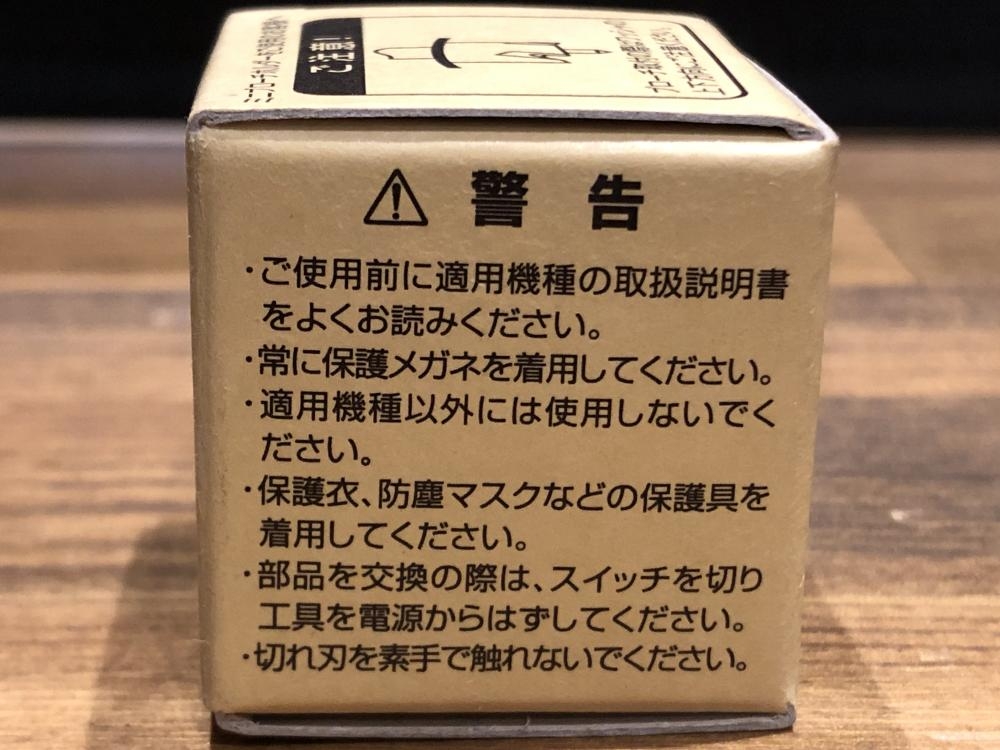 ご注意!
警告
・ご使用前に適用機種の取扱説明書
をよくお読みください。
・常に保護メガネを着用してください。
・適用機種以外には使用しないでく
ださい。
・保護衣、防塵マスクなどの保護具を
着用してください。
・部品を交換の際は、スイッチを切り
工具を電源からはずしてください。
・切れ刃を素手で触れないでください。